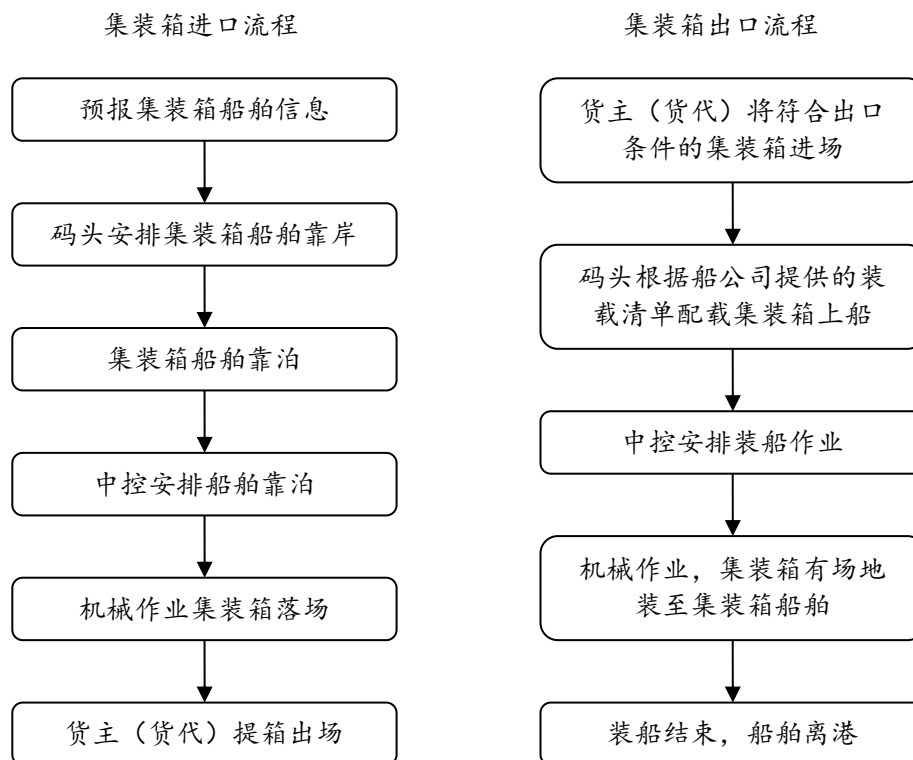 集装箱进口流程
预报集装箱船舶信息
码头安排集装箱船舶靠岸
集装箱船舶靠泊
中控安排船舶靠泊
机械作业集装箱落场
货主（货代）提箱出场
集装箱出口流程
货主（货代）将符合出口
条件的集装箱进场
码头根据船公司提供的装
载清单配载集装箱上船
中控安排装船作业
机械作业，集装箱有场地
装至集装箱船舶
装船结束，船舶离港